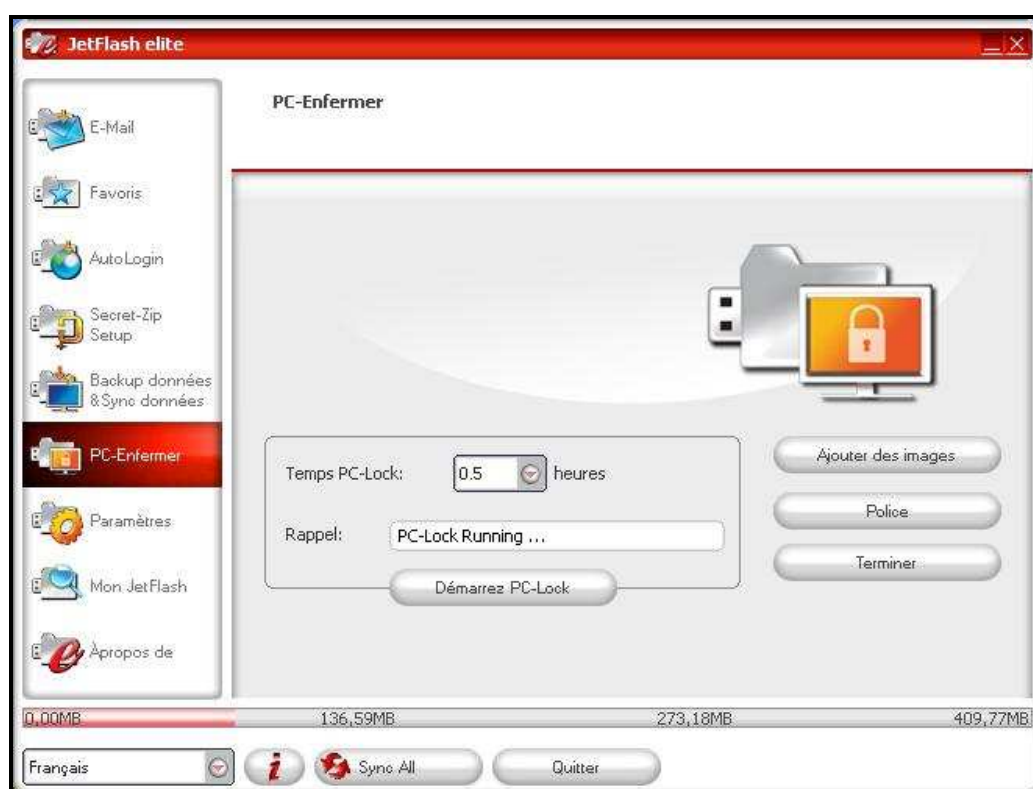 JetFlash elite
E-Mail
Favoris
AutoLogin
Secret-Zip
Setup
Backup données
&Sync données
PC-Enfermer
Paramètres
Mon JetFlash
Àpropos de
PC-Enfermer
Temps PC-Lock:
0.5
heures
Rappel:
PC-Lock Running ...
Démarrez PC-Lock
Ajouter des images
Police
Terminer
0,00MB
136,59MB
273,18MB
409,77MB
Français
i
Sync All
Quitter